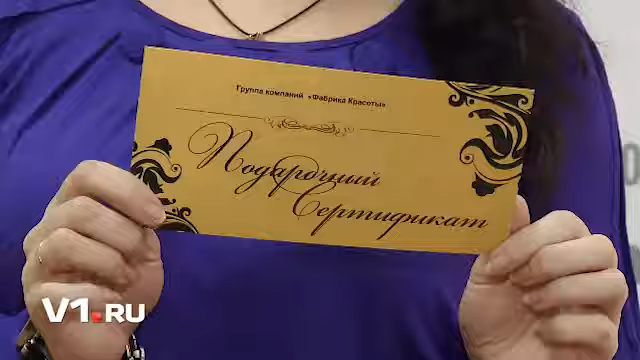 Группа компаний «Фабрика Красоты»
Подарочный
Сертификат
V1.RU